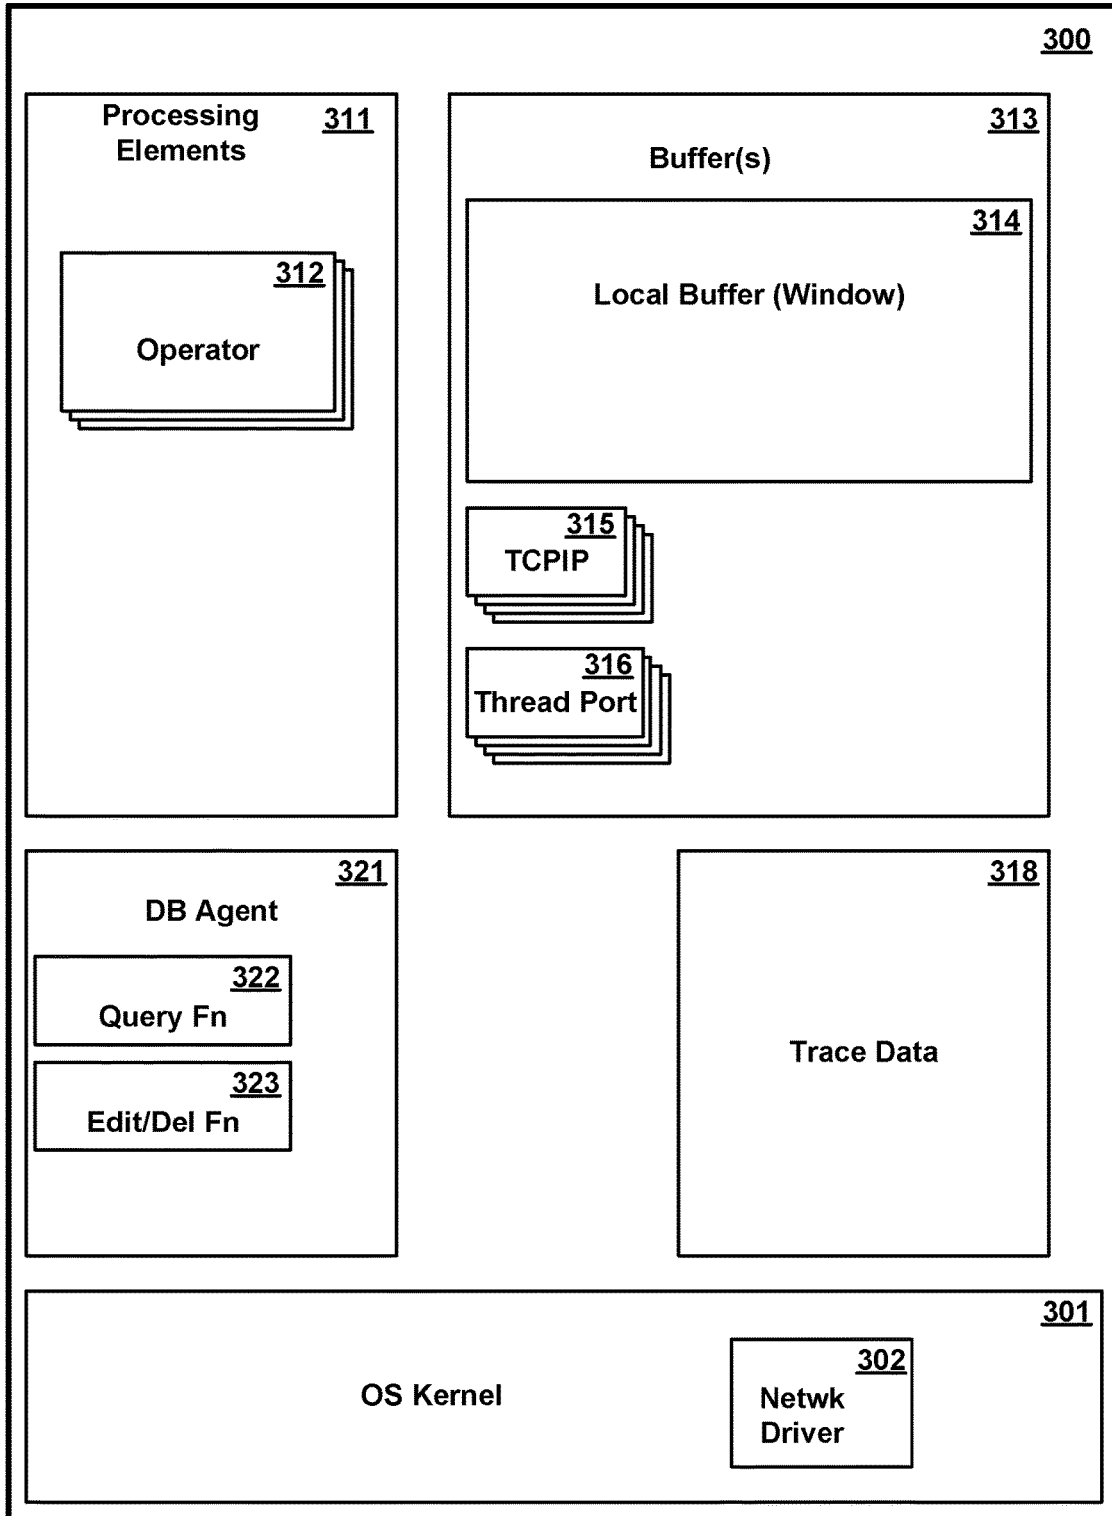 300
Processing
Elements
311
312
Operator
313
Buffer(s)
314
Local Buffer (Window)
315
TCPIP
316
Thread Port
321
DB Agent
322
Query Fn
323
Edit/Del Fn
318
Trace Data
301
OS Kernel
302
Netwk
Driver